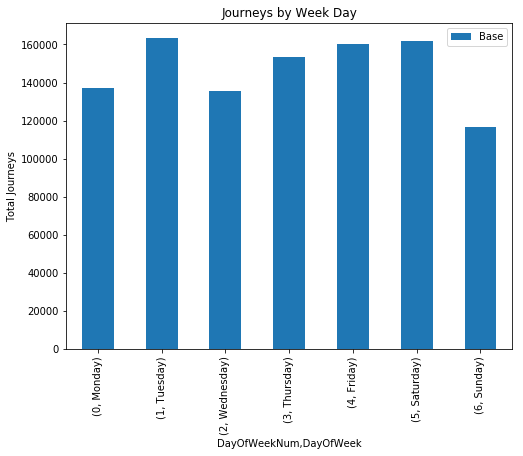 Journeys by Week Day
Base
Total Journeys
160000
140000
120000
100000
80000
60000
40000
20000
0
(0, Monday)
(1, Tuesday)
(2, Wednesday)
(3, Thursday)
(4, Friday)
(5, Saturday)
(6, Sunday)
DayOfWeekNum,DayOfWeek